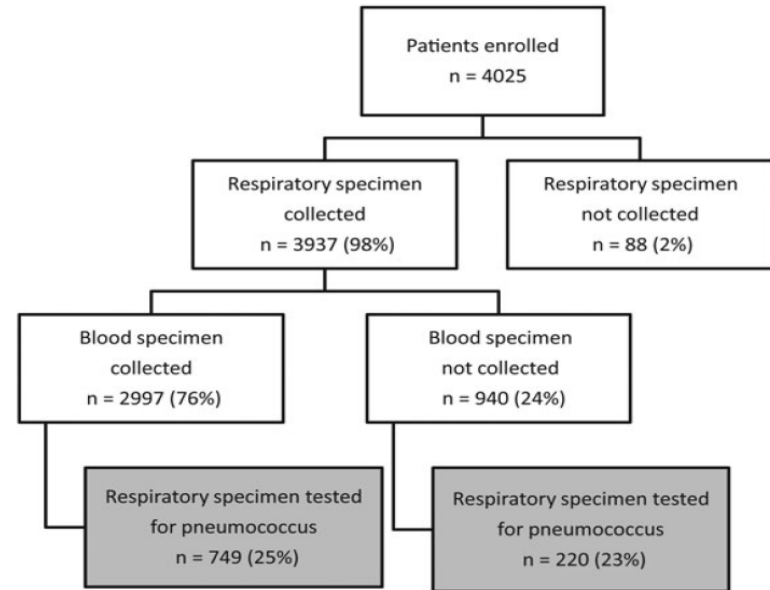 Patients enrolled
n = 4025
Respiratory specimen
collected
n = 3937 (98%)
Respiratory specimen
not collected
n = 88 (2%)
Blood specimen
collected
n = 2997 (76%)
Blood specimen
not collected
n = 940 (24%)
Respiratory specimen tested
for pneumococcus
n = 749 (25%)
Respiratory specimen tested
for pneumococcus
n = 220 (23%)